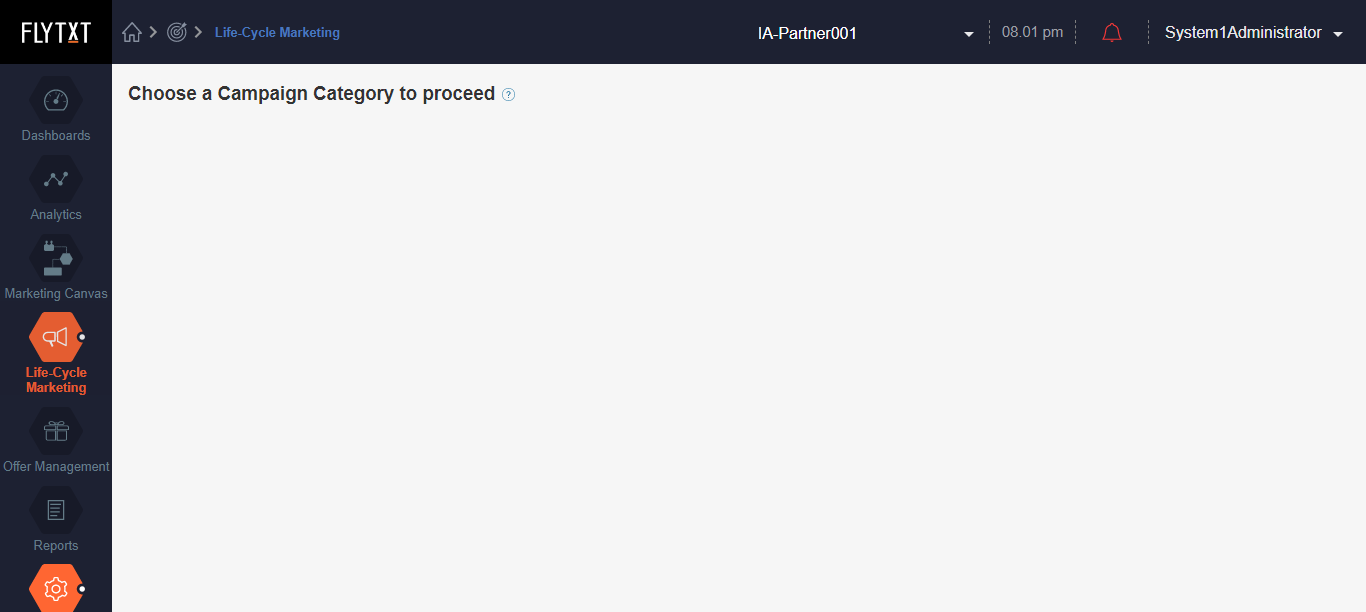 FLYTXT
Life-Cycle Marketing
IA-Partner001
08.01 pm
System1Administrator
Choose a Campaign Category to proceed ?
Dashboards
Analytics
Marketing Canvas
Life-Cycle
Marketing
Offer Management
Reports